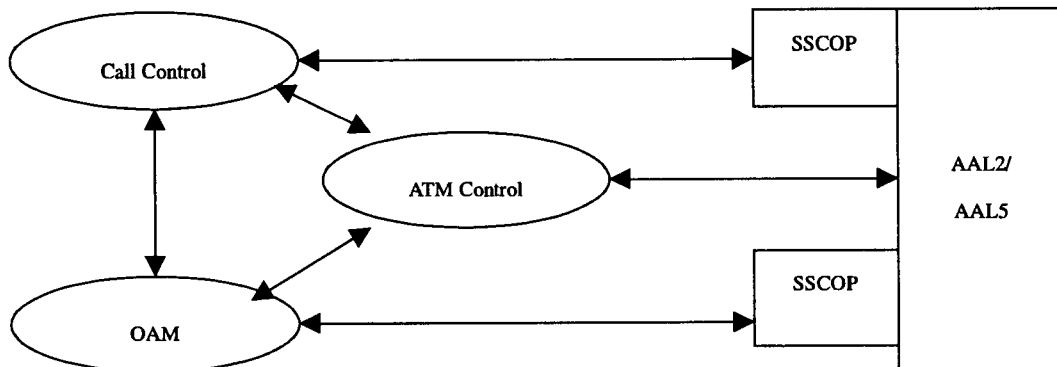 SSCOP
Call Control
ATM Control
AAL2/
AAL5
SSCOP
OAM